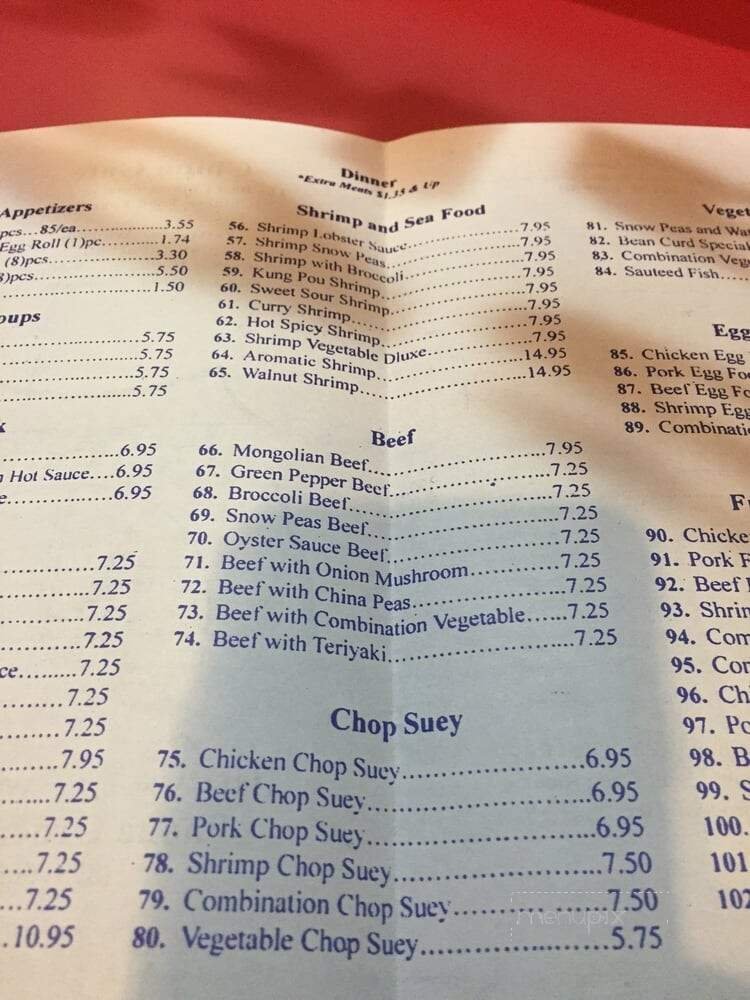 Dinner
*Extra Meats $1.35 & Up
Appetizers
pcs...85/ea....................3.55
Egg Roll (1)pc..........1.74
(8)pcs......................3.30
8)pcs.......................5.50
1.50
oups
5.75
5.75
5.75
5.75
6.95
n Hot Sauce....6.95
6.95
7.25
7.25
7.25
7.25
ce.........7.25
7.25
7.25
7.95
7.25
7.25
7.25
7.25
10.95
Shrimp and Sea Food
56. Shrimp Lobster Sauce....................7.95
57. Shrimp Snow Peas....................7.95
58. Shrimp with Broccoli....................7.95
59. Kung Pou Shrimp....................7.95
60. Sweet Sour Shrimp....................7.95
61. Curry Shrimp....................7.95
62. Hot Spicy Shrimp....................7.95
63. Shrimp Vegetable Dluxe....................7.95
64. Aromatic Shrimp....................14.95
65. Walnut Shrimp....................14.95
Beef
66. Mongolian Beef....................7.95
67. Green Pepper Beef....................7.25
68. Broccoli Beef....................7.25
69. Snow Peas Beef....................7.25
70. Oyster Sauce Beef....................7.25
71. Beef with Onion Mushroom.............7.25
72. Beef with China Peas....................7.25
73. Beef with Combination Vegetable......7.25
74. Beef with Teriyaki....................7.25
Chop Suey
75. Chicken Chop Suey....................6.95
76. Beef Chop Suey....................6.95
77. Pork Chop Suey....................6.95
78. Shrimp Chop Suey....................7.50
79. Combination Chop Suey...............7.50
80. Vegetable Chop Suey....................5.75
Veget
81. Snow Peas and Wat
82. Bean Curd Special
83. Combination Veg
84. Sauteed Fish....
Egg
85. Chicken Egg
86. Pork Egg Foo
87. Beef Egg Fo
88. Shrimp Egg
89. Combinati
90. Chicke
91. Pork F
92. Beef
93. Shrim
94. Com
95. Com
96. Ch
97. Po
98. B
99. S
100.
101
102
menupix